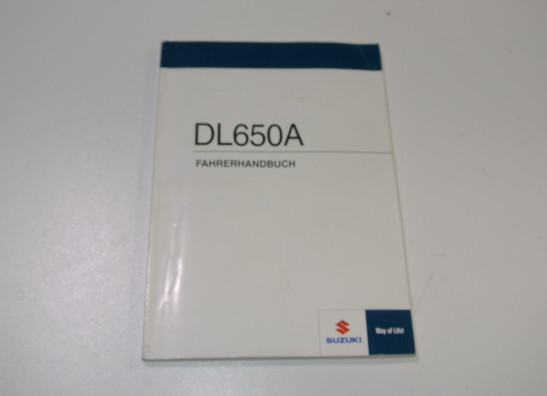 DL650A
FAHRERHANDBUCH
SUZUKI
Way of Life!